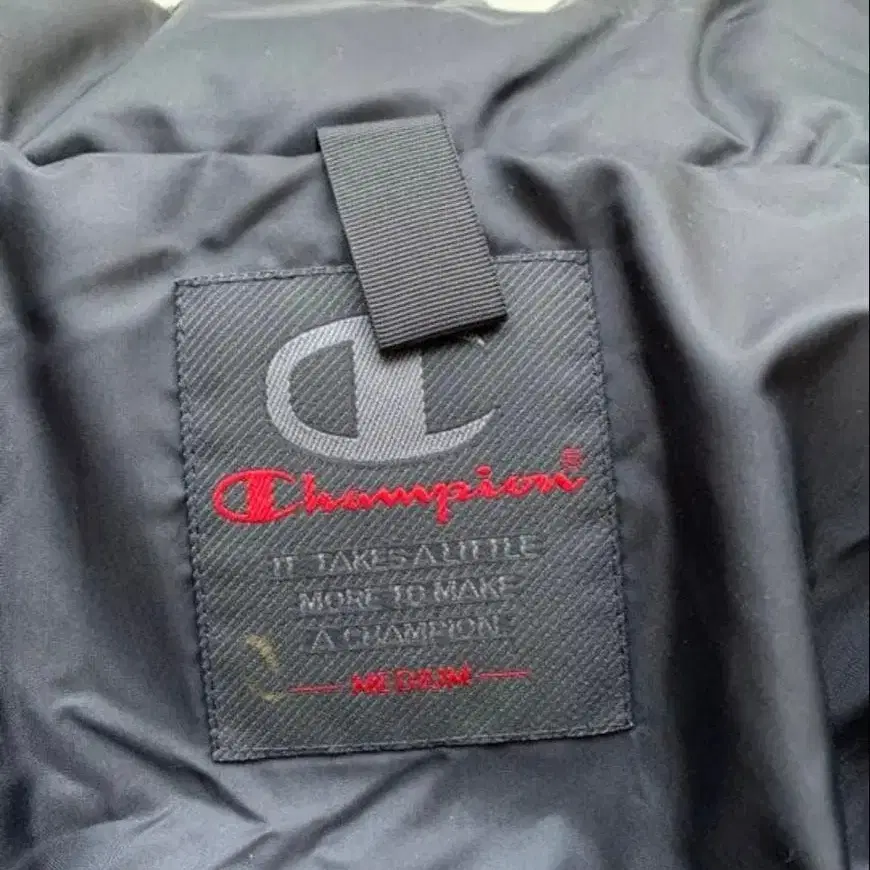 Champion®
IT TAKES A LITTLE
MORE TO MAKE
A CHAMPION.
MEDIUM